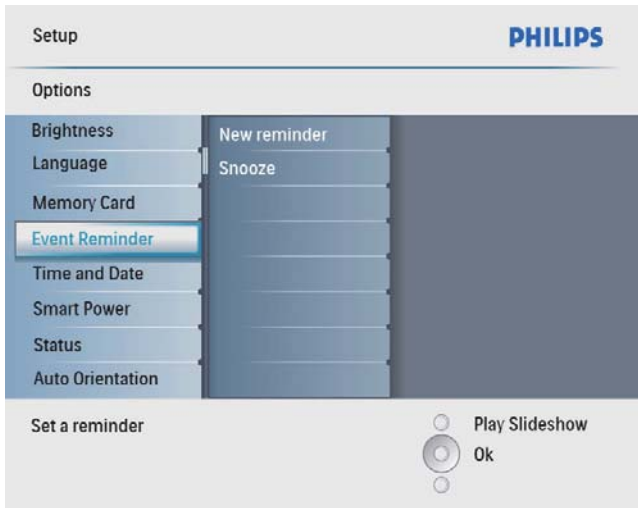 Setup
PHILIPS
Options
Brightness
Language
Memory Card
Event Reminder
Time and Date
Smart Power
Status
Auto Orientation
New reminder
Snooze
Set a reminder
Play Slideshow
Ok